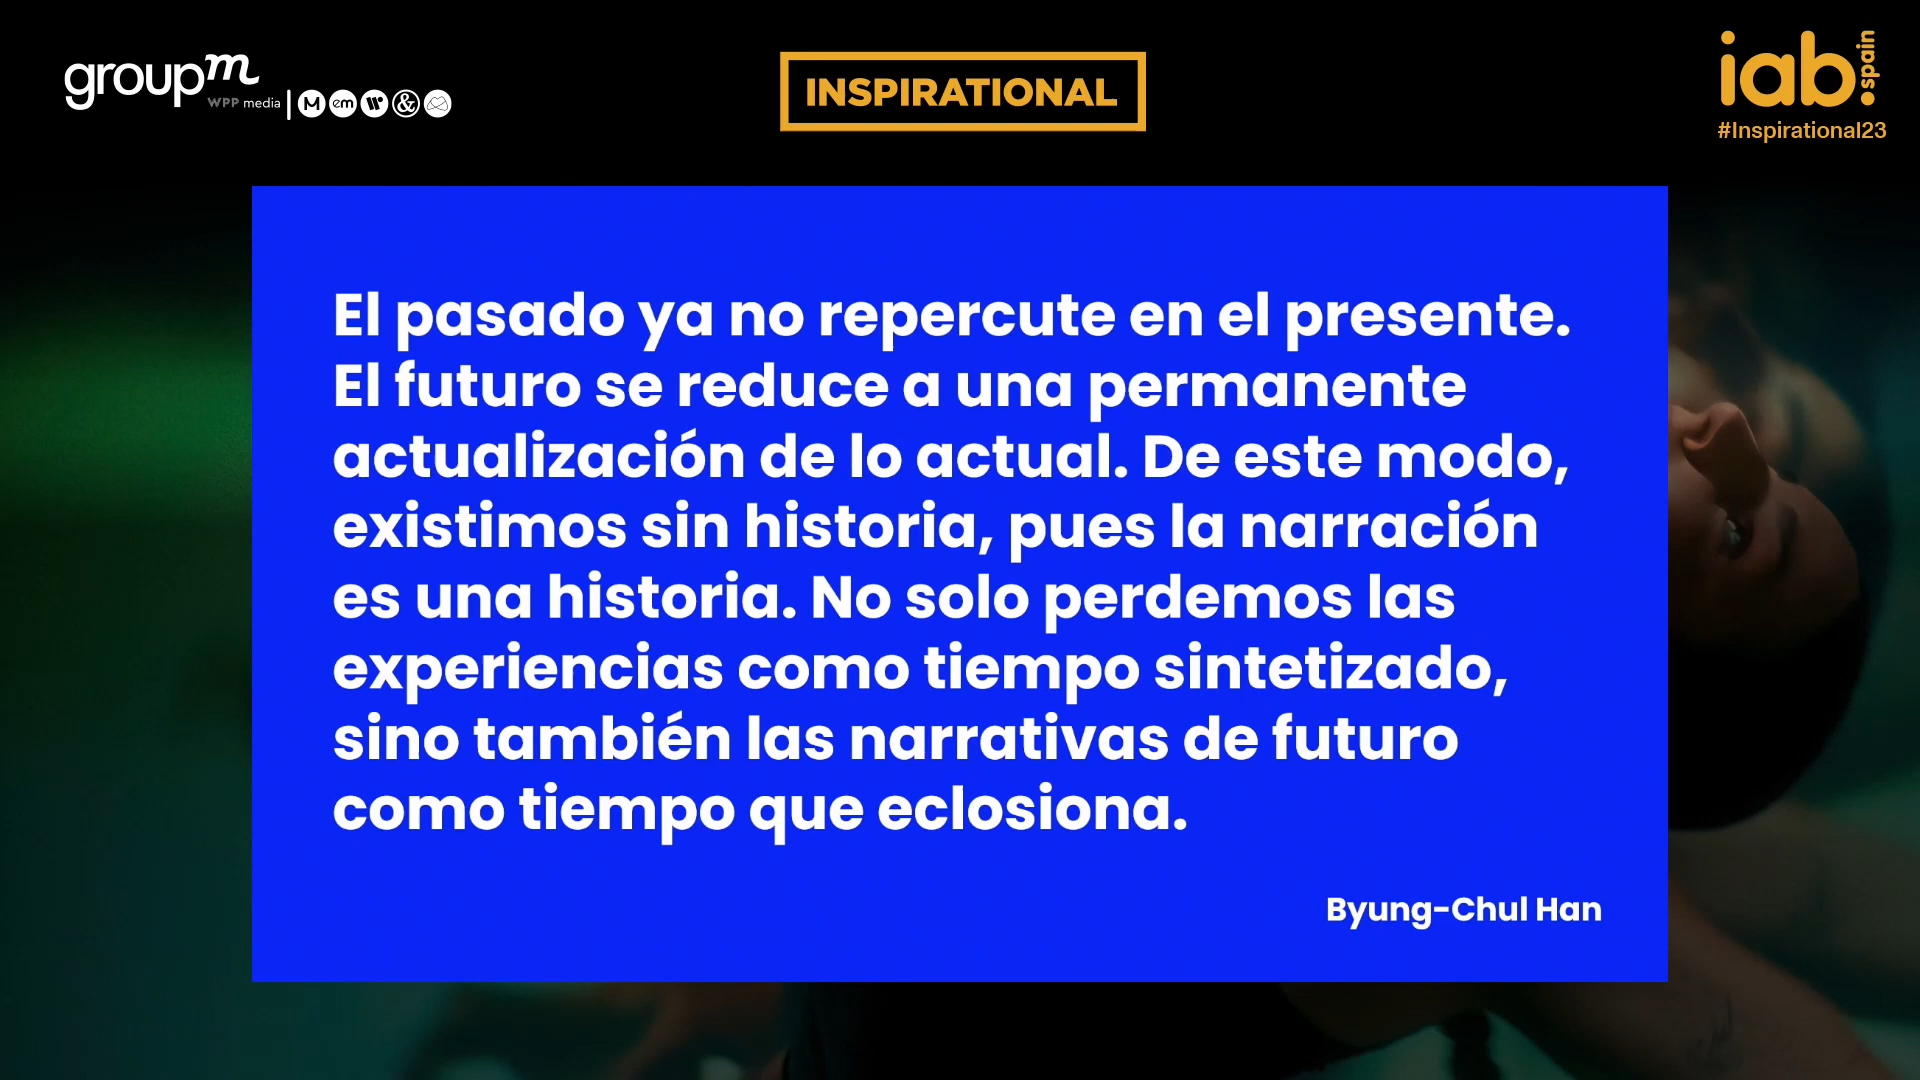 groupm
WPP media
M em W &
INSPIRATIONAL
iab.spain
#Inspirational23
El pasado ya no repercute en el presente.
El futuro se reduce a una permanente
actualización de lo actual. De este modo,
existimos sin historia, pues la narración
es una historia. No solo perdemos las
experiencias como tiempo sintetizado,
sino también las narrativas de futuro
como tiempo que eclosiona.
Byung-Chul Han